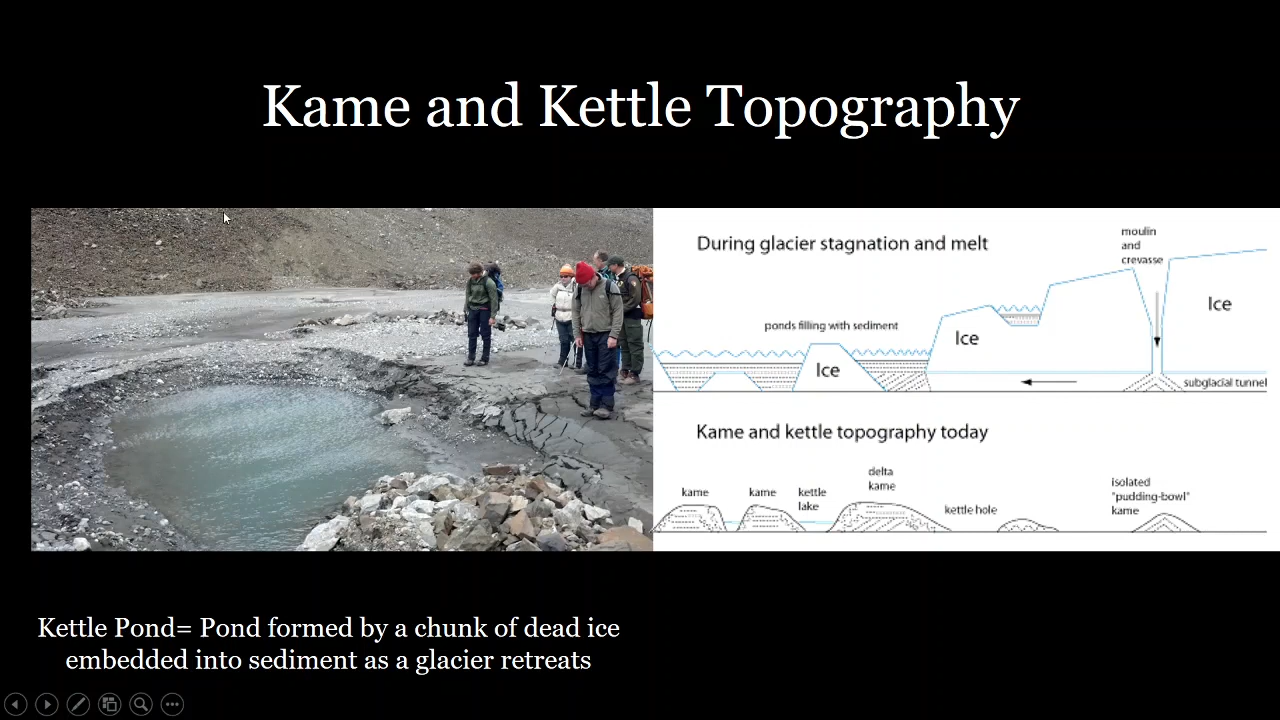 Kame and Kettle Topography
During glacier stagnation and melt
moulin
and
crevasse
Ice
ponds filling with sediment
Ice
Ice
subglacial tunnel
Kame and kettle topography today
kame
kame
kettle
lake
delta
kame
kettle hole
isolated
"pudding-bowl"
kame
Kettle Pond= Pond formed by a chunk of dead ice
embedded into sediment as a glacier retreats